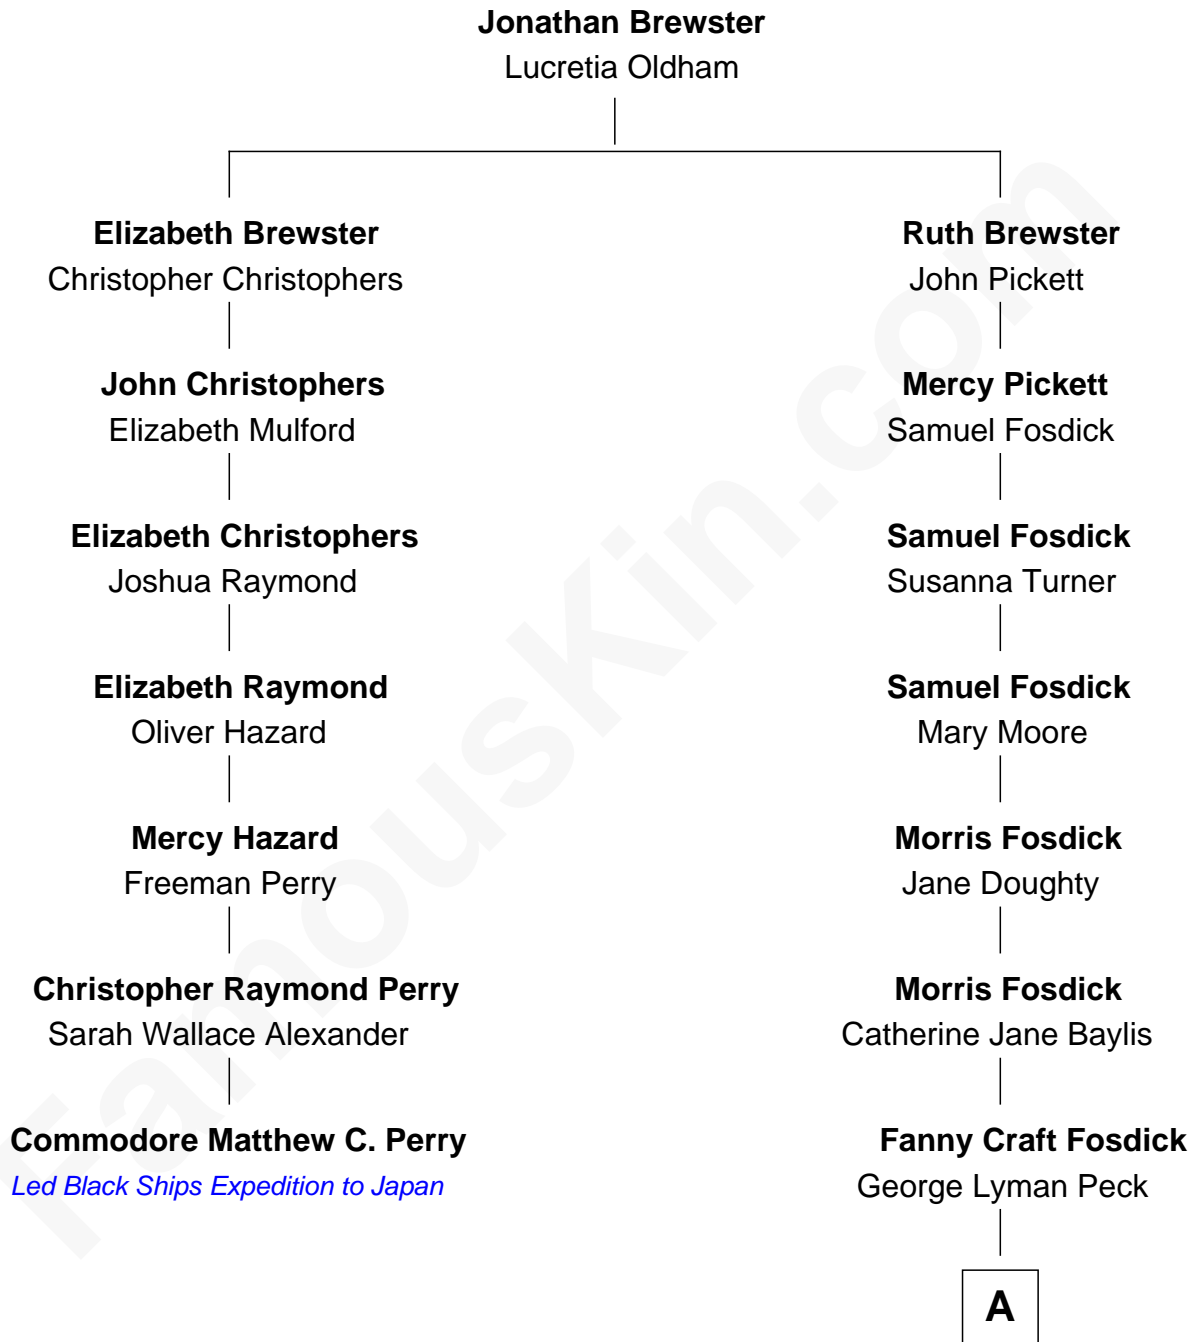 Jonathan Brewster
Lucretia Oldham
Elizabeth Brewster
Christopher Christophers
Ruth Brewster
John Pickett
John Christophers
Elizabeth Mulford
Mercy Pickett
Samuel Fosdick
Elizabeth Christophers
Joshua Raymond
Samuel Fosdick
Susanna Turner
Elizabeth Raymond
Oliver Hazard
Samuel Fosdick
Mary Moore
Mercy Hazard
Freeman Perry
Morris Fosdick
Jane Doughty
Christopher Raymond Perry
Sarah Wallace Alexander
Morris Fosdick
Catherine Jane Baylis
Commodore Matthew C. Perry
Led Black Ships Expedition to Japan
Fanny Craft Fosdick
George Lyman Peck
A
FamousKin.com